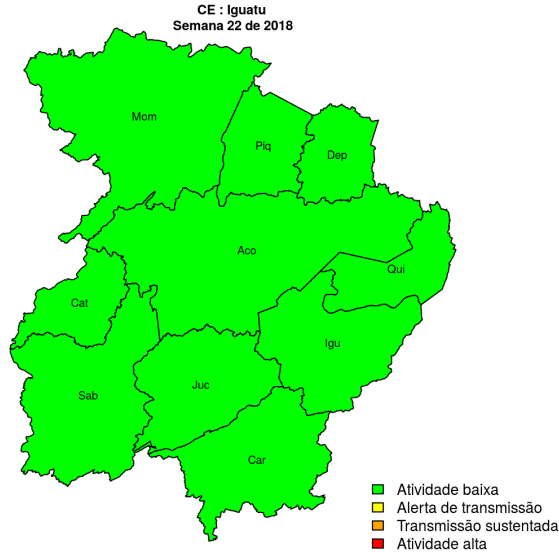 CE : Iguatu
Semana 22 de 2018
Mom
Piq
Dep
Aco
Qui
Cat
Igu
Juc
Sab
Car
Atividade baixa
Alerta de transmissão
Transmissão sustentada
Atividade alta